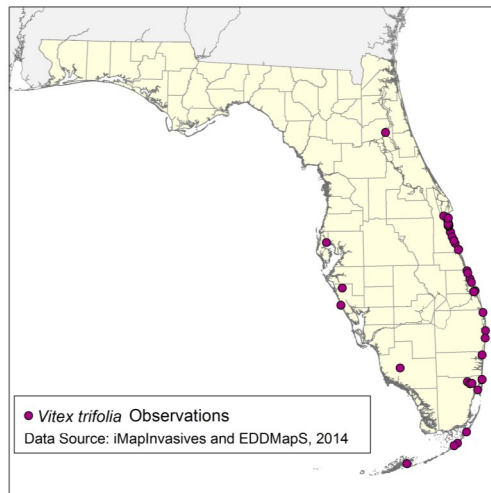 Vitex trifolia Observations
Data Source: iMapInvasives and EDDMapS, 2014